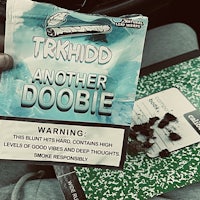 TRKHIDD
ANOTHER
DOOBIE
WARNING:
THIS BLUNT HITS HARD, CONTAINS HIGH
LEVELS OF GOOD VIBES AND DEEP THOUGHTS
SMOKE RESPONSIBLY.